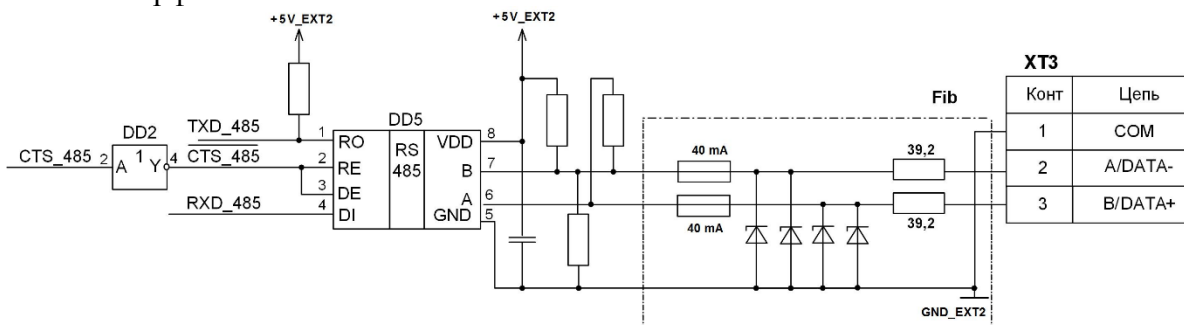 +5V_EXT2
+5V_EXT2
XT3
Fib
Конт Цепь
DD2
TXD_485
1
RO
DD5
VDD
8
1 COM
CTS_485
2
A
1
Y
4
CTS_485
2
RE
RS
485
B
7
40 mA
39,2
2 A/DATA-
3
DE
RXD_485
4
DI
A
6
GND
5
40 mA
39,2
3 B/DATA+
GND_EXT2